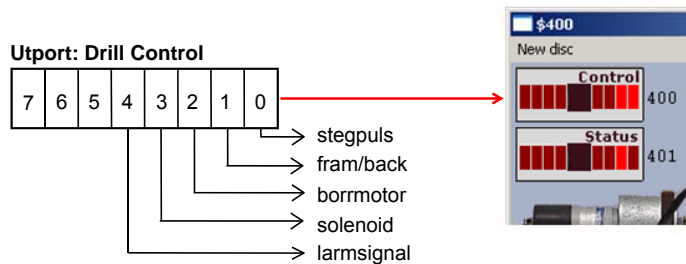 Utport: Drill Control
7 6 5 4 3 2 1 0
stegpuls
fram/back
borrmotor
solenoid
larmsignal
$400
New disc
Control
400
Status
401